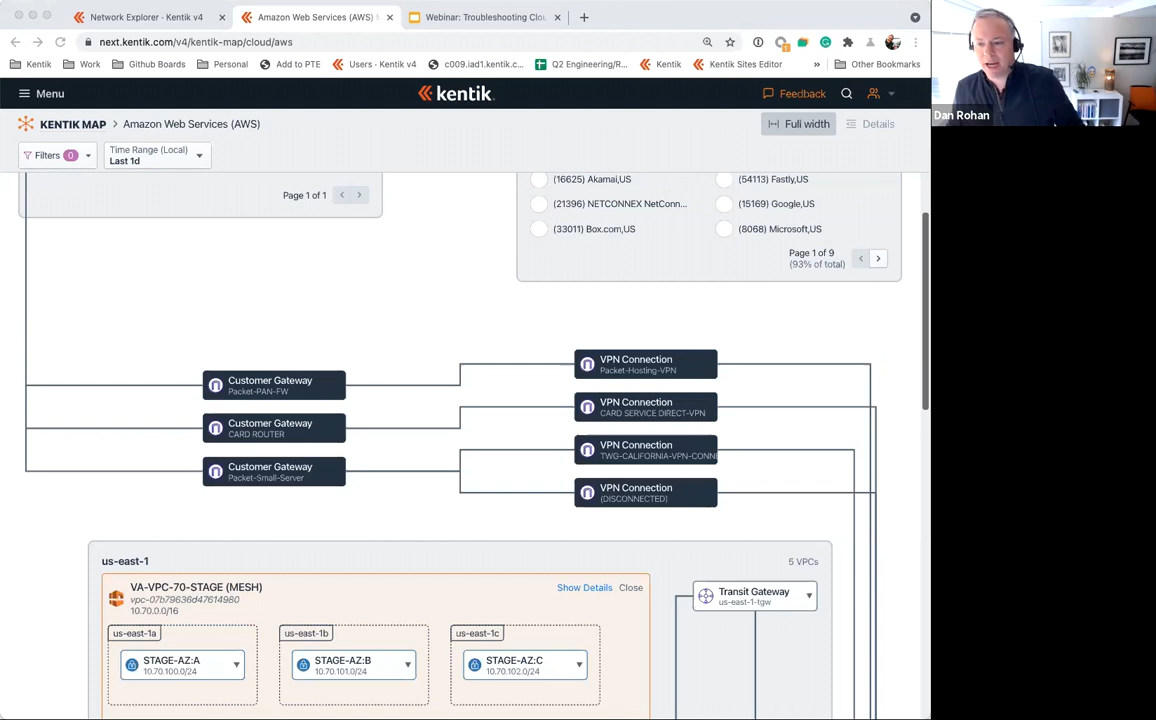 Network Explorer · Kentik v4
Amazon Web Services (AWS)
Webinar: Troubleshooting Clou
next.kentik.com/v4/kentik-map/cloud/aws
Kentik
Work
Github Boards
Personal
Add to PTE
Users · Kentik v4
c009.iad1.kentik.c...
Q2 Engineering/R...
Kentik
Kentik Sites Editor
»
Other Bookmarks
Menu
kentik.
Feedback
Dan Rohan
KENTIK MAP > Amazon Web Services (AWS)
Full width
Details
Filters 0
Time Range (Local)
Last 1d
Page 1 of 1
(16625) Akamai,US
(54113) Fastly,US
(21396) NETCONNEX NetConn...
(15169) Google,US
(33011) Box.com,US
(8068) Microsoft,US
Page 1 of 9
(93% of total)
VPN Connection
Packet-Hosting-VPN
Customer Gateway
Packet-PAN-FW
VPN Connection
CARD SERVICE DIRECT-VPN
Customer Gateway
CARD ROUTER
VPN Connection
TWG-CALIFORNIA-VPN-CONNE
Customer Gateway
Packet-Small-Server
VPN Connection
(DISCONNECTED)
us-east-1
5 VPCs
VA-VPC-70-STAGE (MESH)
Show Details
Close
vpc-07b79636d47614980
10.70.0.0/16
Transit Gateway
us-east-1-tgw
us-east-1a
us-east-1b
us-east-1c
STAGE-AZ:A
10.70.100.0/24
STAGE-AZ:B
10.70.101.0/24
STAGE-AZ:C
10.70.102.0/24